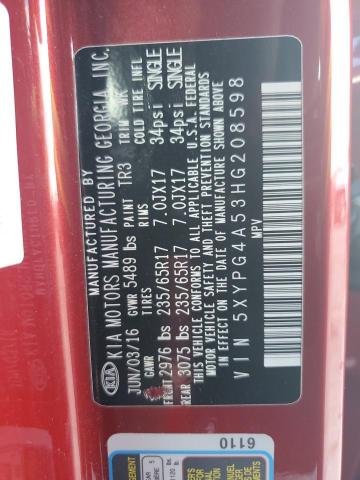 MANUFACTURED BY
KIA KIA MOTORS MANUFACTURING GEORGIA, INC.
JUN/03/16 GVWR 5489 lbs PAINT TR3 TRIM WK
GAWR TIRES RIMS COLD TIRE INFL
FRONT 2976 lbs 235/65R17 7.0JX17 34psi SINGLE
REAR 3075 lbs 235/65R17 7.0JX17 34psi SINGLE
THIS VEHICLE CONFORMS TO ALL APPLICABLE U.S.A. FEDERAL
MOTOR VEHICLE SAFETY AND THEFT PREVENTION STANDARDS
IN EFFECT ON THE DATE OF MANUFACTURE SHOWN ABOVE
VIN 5XYPG4A53HG208598
MPV
6110